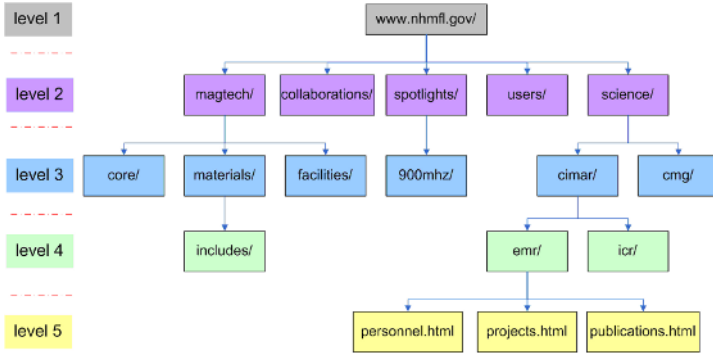 level 1
www.nhmfl.gov/
level 2
magtech/
collaborations/
spotlights/
users/
science/
level 3
core/
materials/
facilities/
900mhz/
cimar/
cmg/
level 4
includes/
emr/
icr/
level 5
personnel.html
projects.html
publications.html